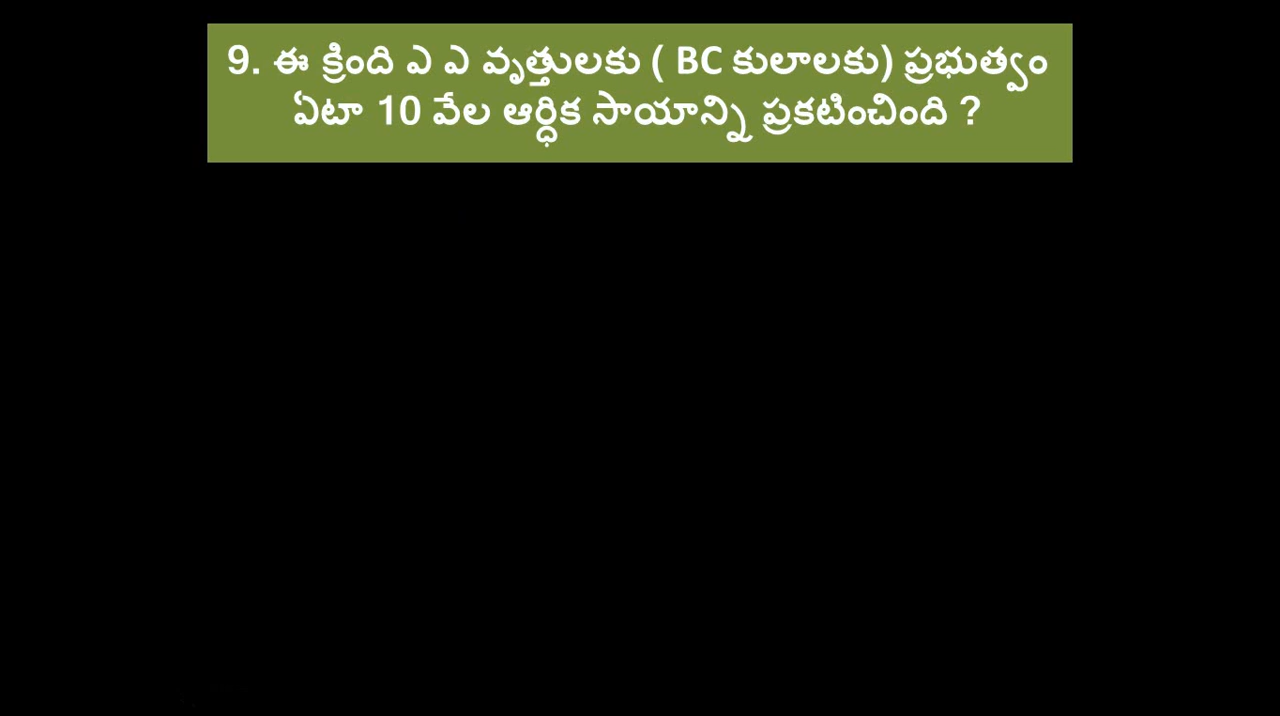 9. ఈ క్రింది ఎ ఎ వృత్తులకు ( BC కులాలకు) ప్రభుత్వం
ఏటా 10 వేల ఆర్ధిక సాయాన్ని ప్రకటించింది ?